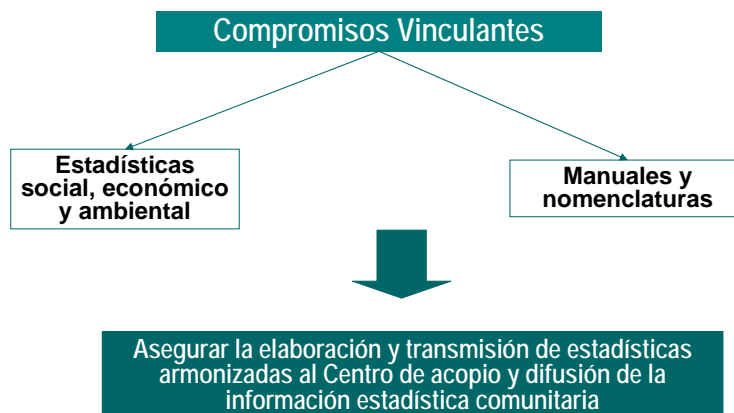 Compromisos Vinculantes
Estadísticas
social, económico
y ambiental
Manuales y
nomenclaturas
Asegurar la elaboración y transmisión de estadísticas
armonizadas al Centro de acopio y difusión de la
información estadística comunitaria